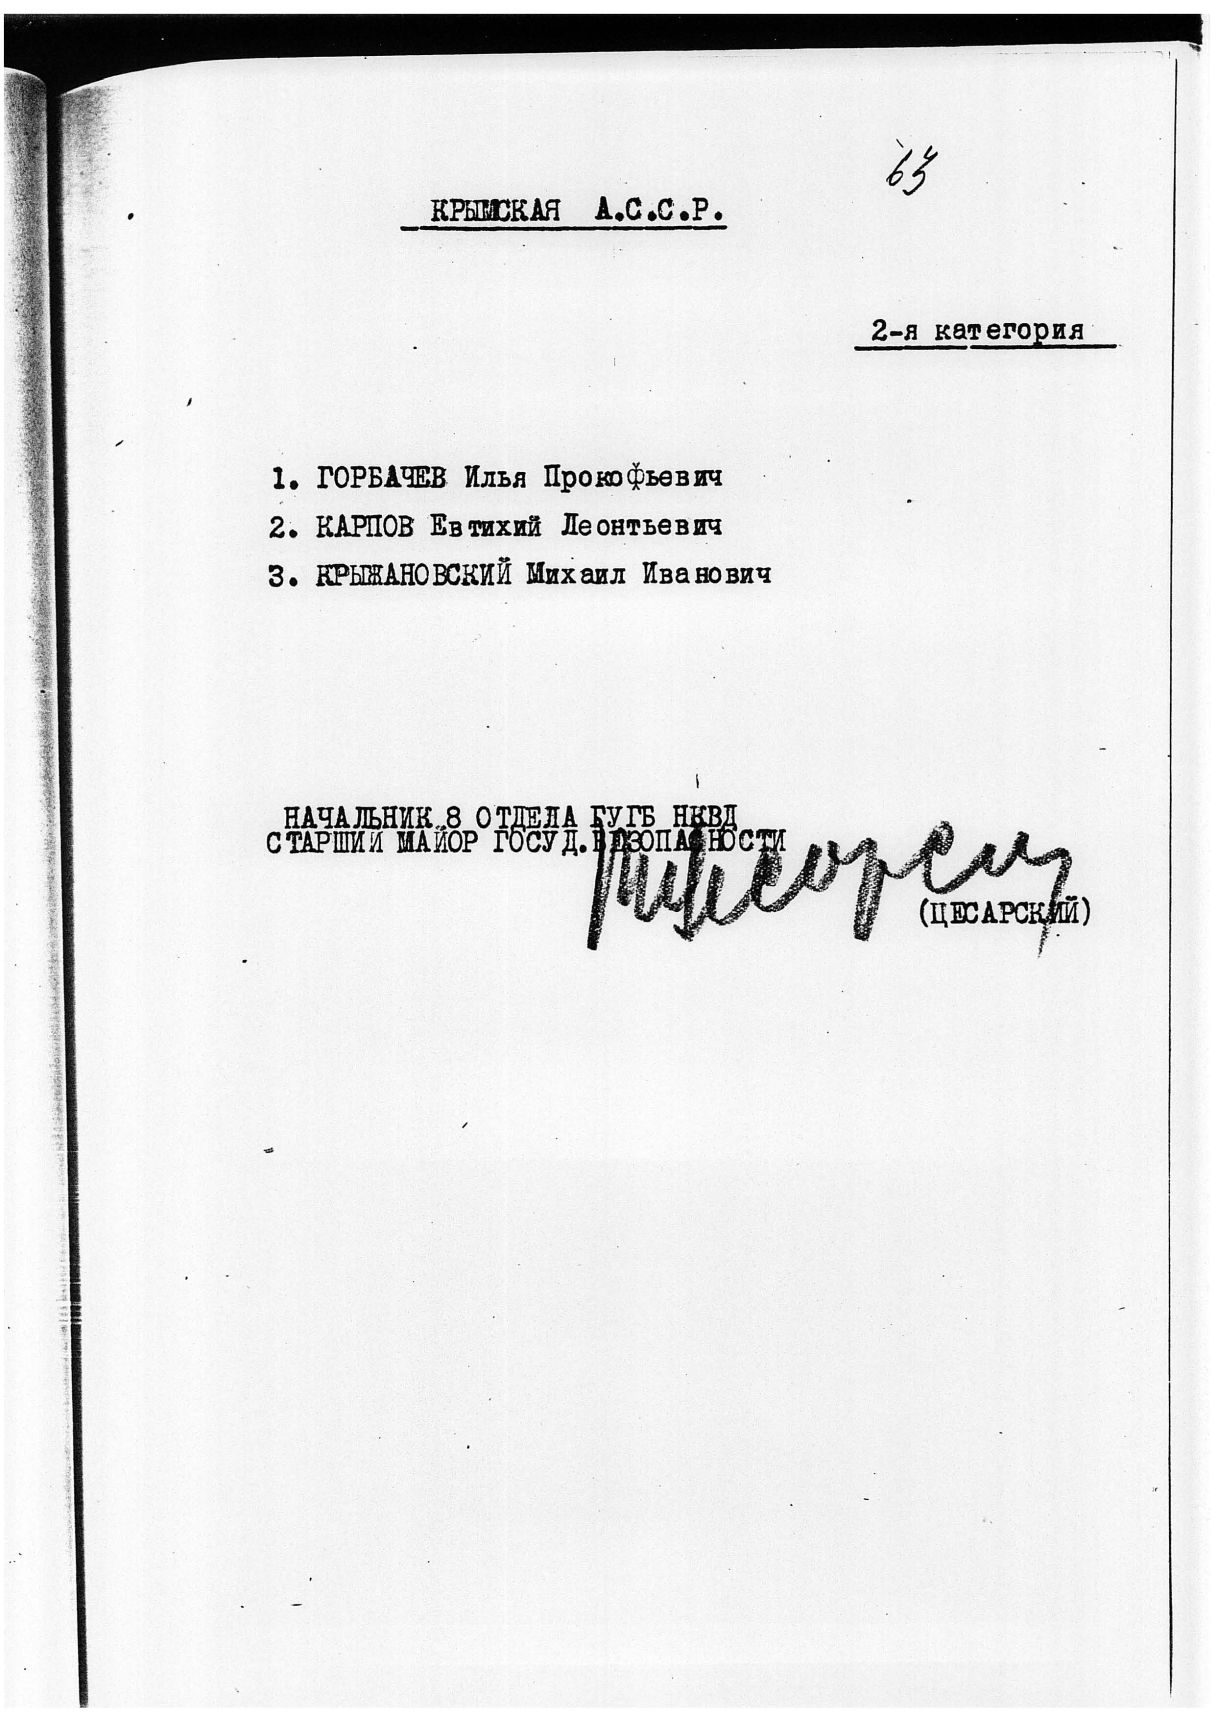 63
КРЫМСКАЯ А.С.С.Р.
2-я категория
1. ГОРБАЧЕВ Илья Прокофьевич
2. КАРПОВ Евтихий Леонтьевич
3. КРЫЖАНОВСКИЙ Михаил Иванович
НАЧАЛЬНИК 8 ОТДЕЛА ГУГБ НКВД
СТАРШИЙ МАЙОР ГОСУД.БЕЗОПАСНОСТИ
(ЦЕСАРСКИЙ)